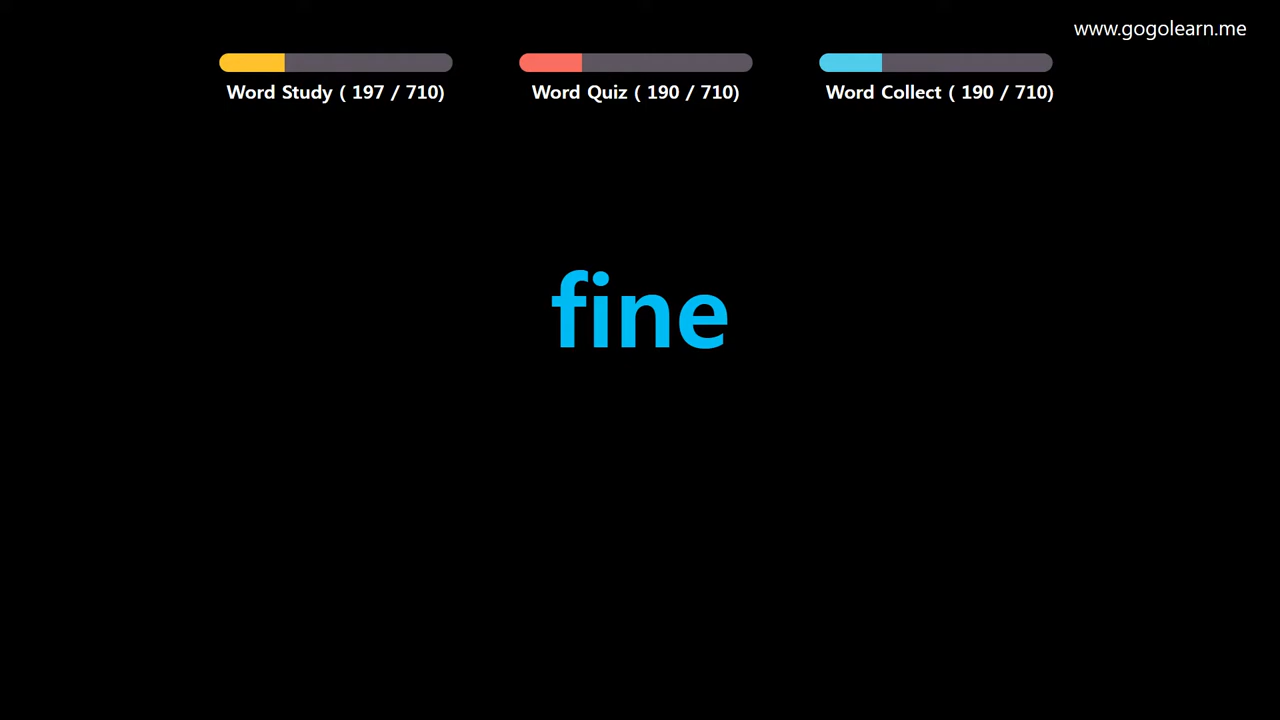 www.gogolearn.me
Word Study ( 197 / 710)
Word Quiz ( 190 / 710)
Word Collect ( 190 / 710)
fine